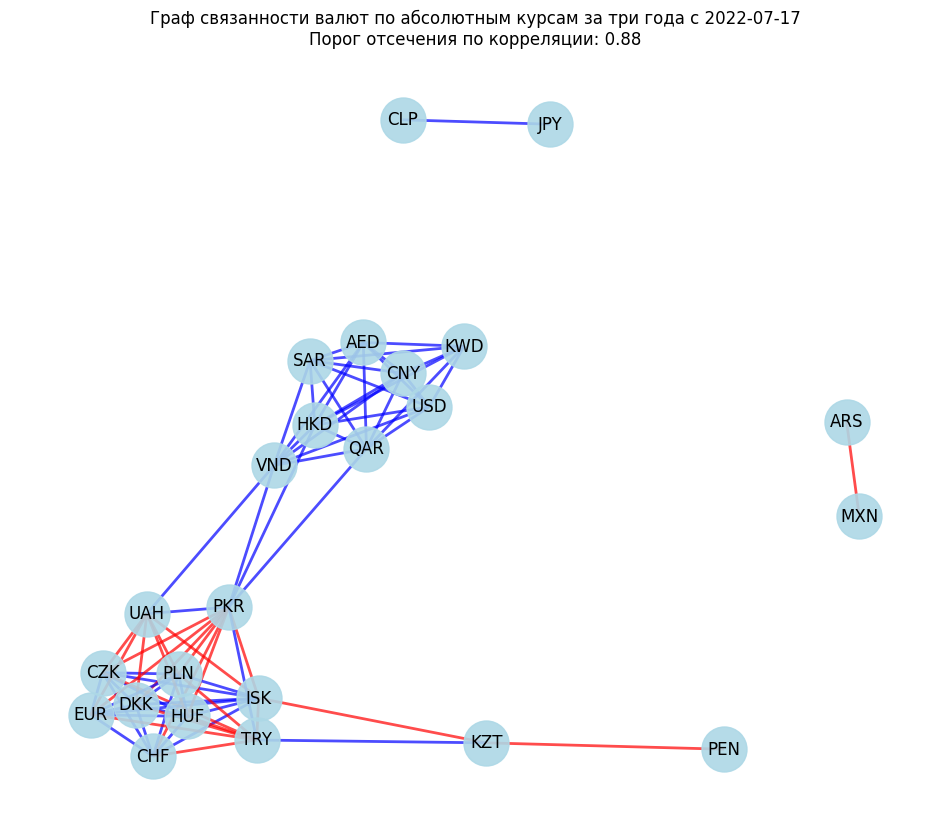 Граф связанности валют по абсолютным курсам за три года с 2022-07-17
Порог отсечения по корреляции: 0.88
CLP
JPY
AED
KWD
SAR
CNY
USD
HKD
QAR
VND
ARS
MXN
UAH
PKR
CZK
PLN
ISK
DKK
EUR
HUF
TRY
CHF
KZT
PEN